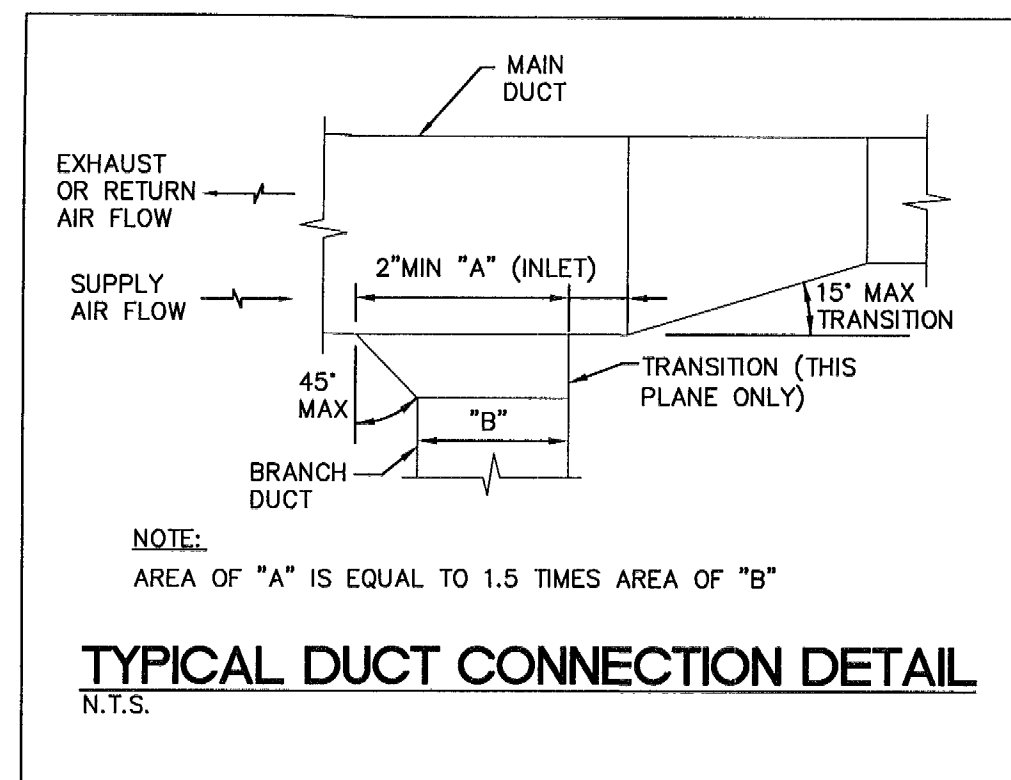 MAIN
DUCT
EXHAUST
OR RETURN
AIR FLOW
2"MIN "A" (INLET)
SUPPLY
AIR FLOW
15° MAX
TRANSITION
TRANSITION (THIS
PLANE ONLY)
45°
MAX
"B"
BRANCH
DUCT
NOTE:
AREA OF "A" IS EQUAL TO 1.5 TIMES AREA OF "B"
TYPICAL DUCT CONNECTION DETAIL
N.T.S.